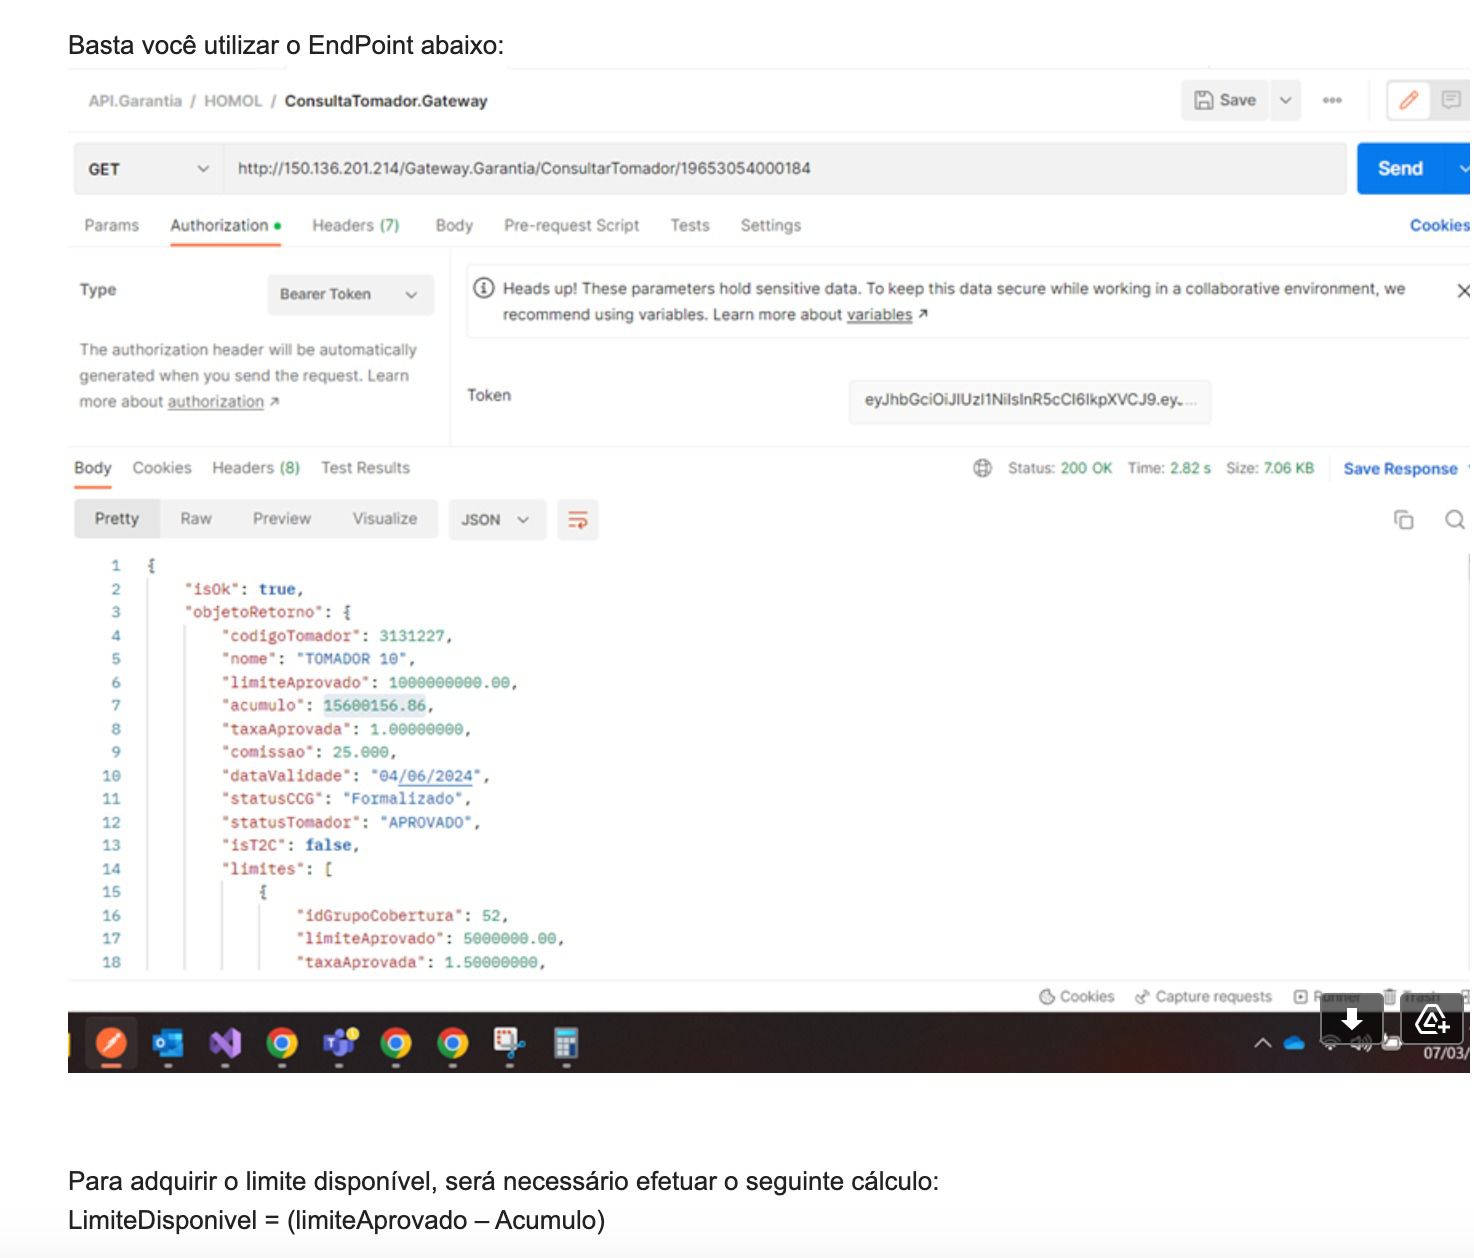 Basta você utilizar o EndPoint abaixo:
API.Garantia / HOMOL / ConsultaTomador.Gateway
Save
GET
http://150.136.201.214/Gateway.Garantia/ConsultarTomador/19653054000184
Send
Params Authorization Headers (7) Body Pre-request Script Tests Settings
Cookies
Type
Bearer Token
Heads up! These parameters hold sensitive data. To keep this data secure while working in a collaborative environment, we
recommend using variables. Learn more about variables
The authorization header will be automatically
generated when you send the request. Learn
more about authorization
Token
Body Cookies Headers (8) Test Results
Status: 200 OK Time: 2.82 s Size: 7.06 KB
Save Response
Pretty Raw Preview Visualize JSON
1 {
2 "isOk": true,
3 "objetoRetorno": {
4 "codigoTomador": 3131227,
5 "nome": "TOMADOR 10",
6 "limiteAprovado": 1000000000.00,
7 "acumulo": 15600156.86,
8 "taxaAprovada": 1.00000000,
9 "comissao": 25.000,
10 "dataValidade": "04/06/2024",
11 "statusCCG": "Formalizado",
12 "statusTomador": "APROVADO",
13 "isT2C": false,
14 "limites": [
15 {
16 "idGrupoCobertura": 52,
17 "limiteAprovado": 5000000.00,
18 "taxaAprovada": 1.50000000,
Cookies Capture requests Runner Trash
07/03/
Para adquirir o limite disponível, será necessário efetuar o seguinte cálculo:
LimiteDisponivel = (limiteAprovado – Acumulo)